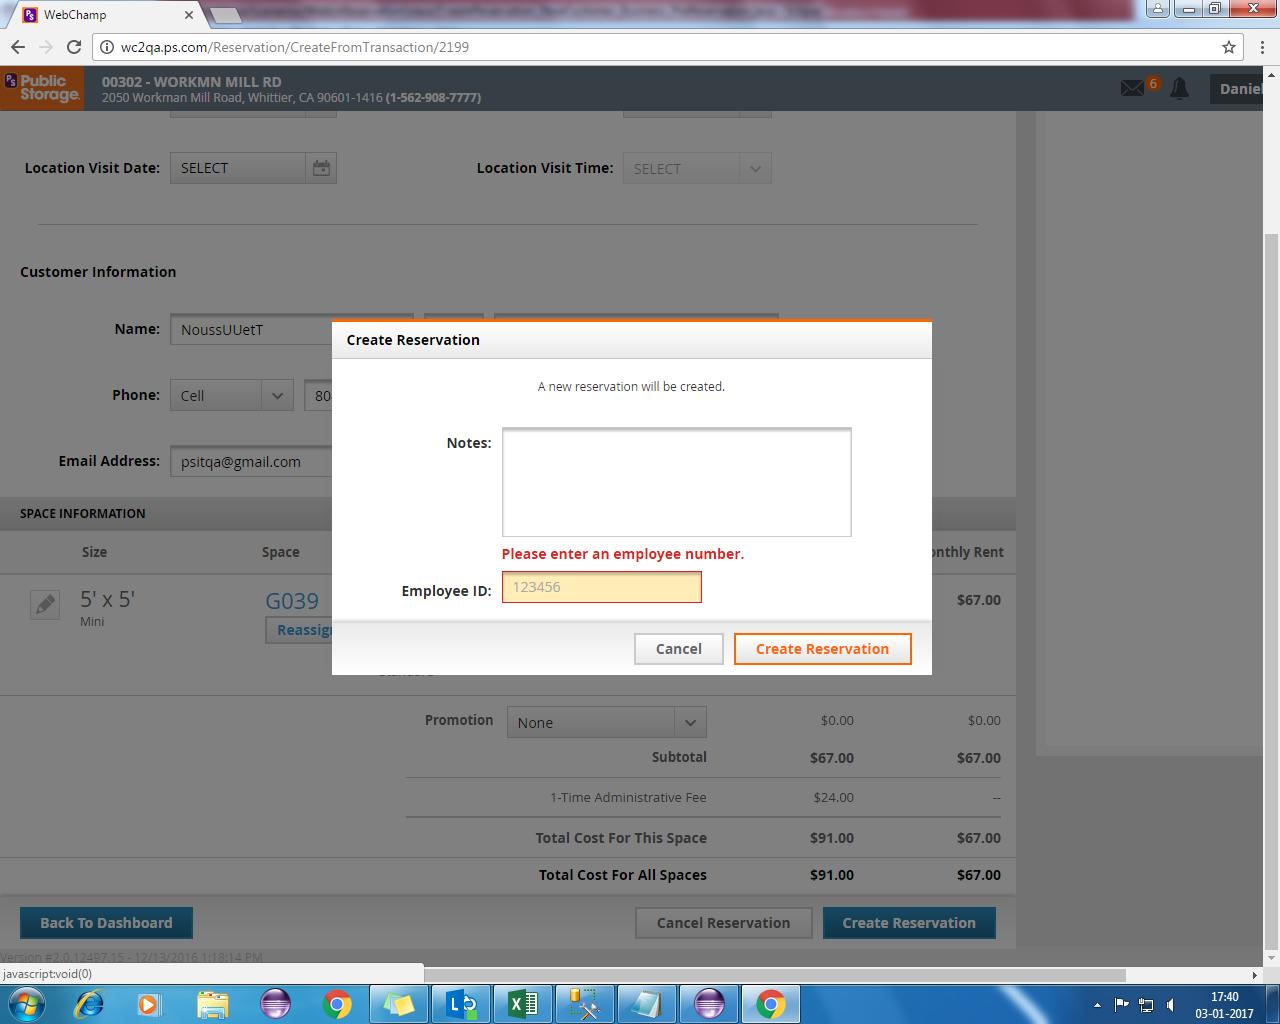 WebChamp
wc2qa.ps.com/Reservation/CreateFromTransaction/2199
PS Public Storage
00302 - WORKMN MILL RD
2050 Workman Mill Road, Whittier, CA 90601-1416 (1-562-908-7777)
6
Daniel
Location Visit Date: SELECT
Location Visit Time: SELECT
Customer Information
Name: NoussUUetT
Phone: Cell 80
Email Address: psitqa@gmail.com
Create Reservation
A new reservation will be created.
Notes:
Please enter an employee number.
Employee ID: 123456
Cancel Create Reservation
SPACE INFORMATION
Size Space onthly Rent
5' x 5' G039 $67.00
Mini
Reassig
Promotion None $0.00 $0.00
Subtotal $67.00 $67.00
1-Time Administrative Fee $24.00 --
Total Cost For This Space $91.00 $67.00
Total Cost For All Spaces $91.00 $67.00
Back To Dashboard Cancel Reservation Create Reservation
Version #2.0.12497.15 - 12/13/2016 1:18:14 PM
javascript:void(0)
17:40
03-01-2017